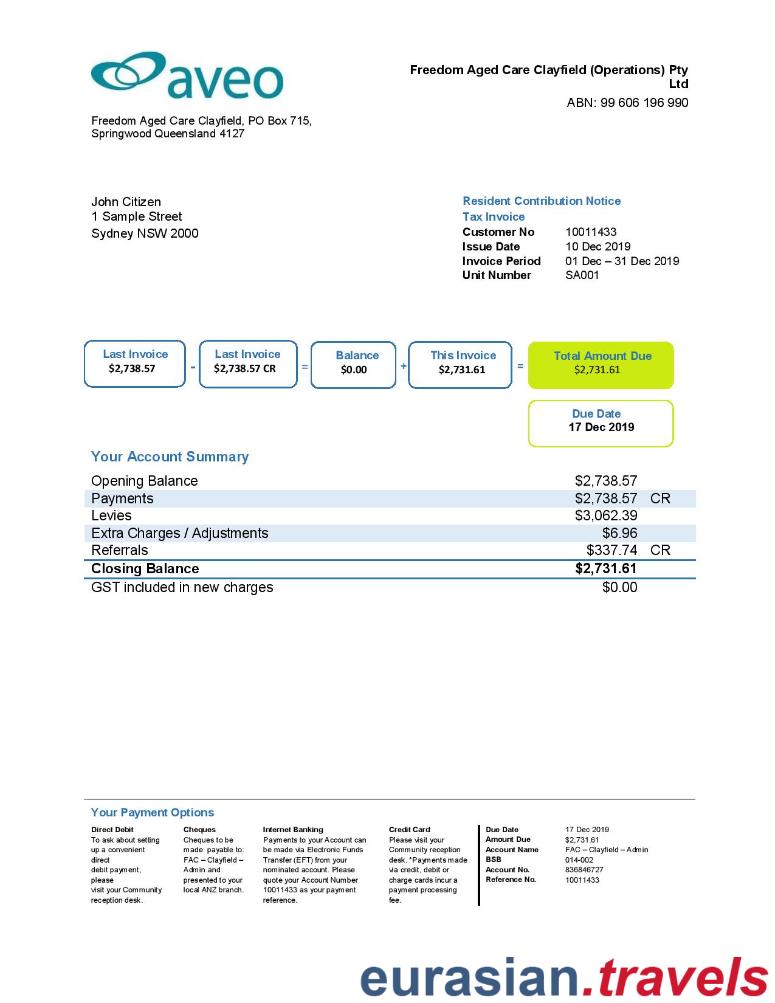 aveo
Freedom Aged Care Clayfield (Operations) Pty
Ltd
ABN: 99 606 196 990
Freedom Aged Care Clayfield, PO Box 715,
Springwood Queensland 4127
John Citizen
1 Sample Street
Sydney NSW 2000
Resident Contribution Notice
Tax Invoice
Customer No 10011433
Issue Date 10 Dec 2019
Invoice Period 01 Dec – 31 Dec 2019
Unit Number SA001
Last Invoice
$2,738.57
-
Last Invoice
$2,738.57 CR
=
Balance
$0.00
+
This Invoice
$2,731.61
=
Total Amount Due
$2,731.61
Due Date
17 Dec 2019
Your Account Summary
Opening Balance $2,738.57
Payments $2,738.57 CR
Levies $3,062.39
Extra Charges / Adjustments $6.96
Referrals $337.74 CR
Closing Balance $2,731.61
GST included in new charges $0.00
Your Payment Options
Direct Debit
To ask about setting
up a convenient
direct
debit payment,
please
visit your Community
reception desk.
Cheques
Cheques to be
made payable to:
FAC – Clayfield –
Admin and
presented to your
local ANZ branch.
Internet Banking
Payments to your Account can
be made via Electronic Funds
Transfer (EFT) from your
nominated account. Please
quote your Account Number
10011433 as your payment
reference.
Credit Card
Please visit your
Community reception
desk. *Payments made
via credit, debit or
charge cards incur a
payment processing
fee.
Due Date 17 Dec 2019
Amount Due $2,731.61
Account Name FAC – Clayfield – Admin
BSB 014-002
Account No. 836846727
Reference No. 10011433
eurasian.travels